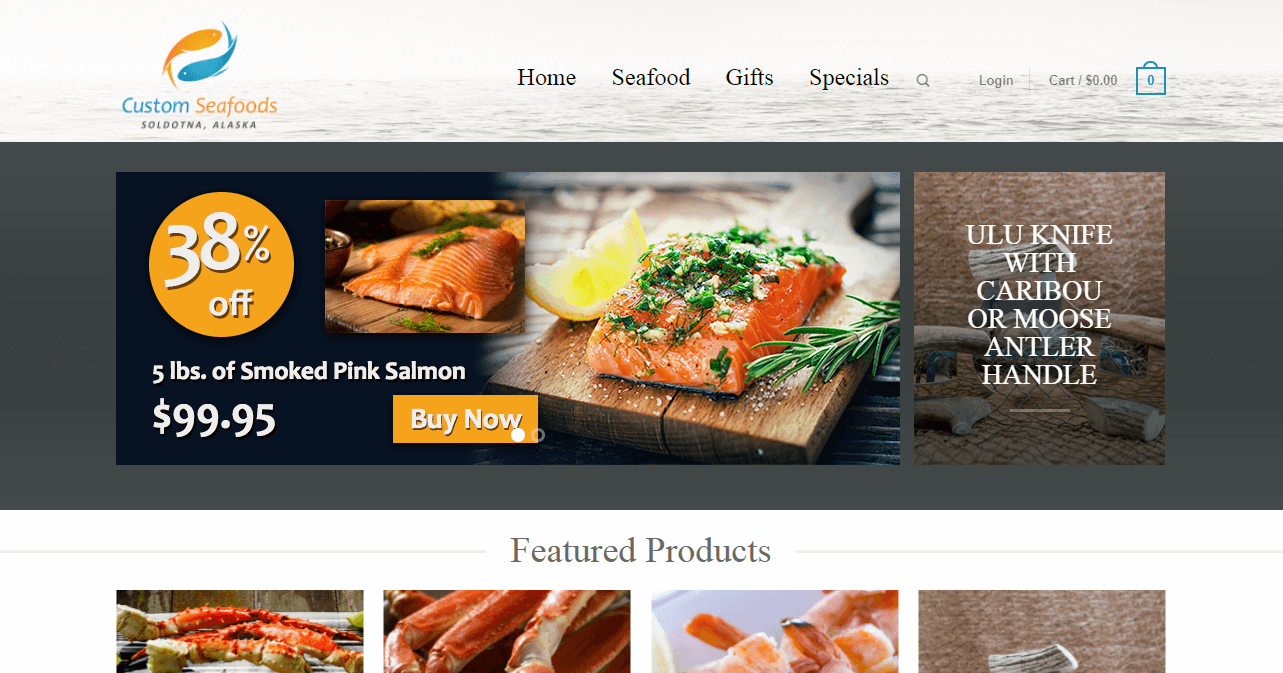 Custom Seafoods
SOLDOTNA, ALASKA
Home
Seafood
Gifts
Specials
Login
Cart / $0.00
0
38%
off
5 lbs. of Smoked Pink Salmon
$99.95
Buy Now
ULU KNIFE
WITH
CARIBOU
OR MOOSE
ANTLER
HANDLE
Featured Products